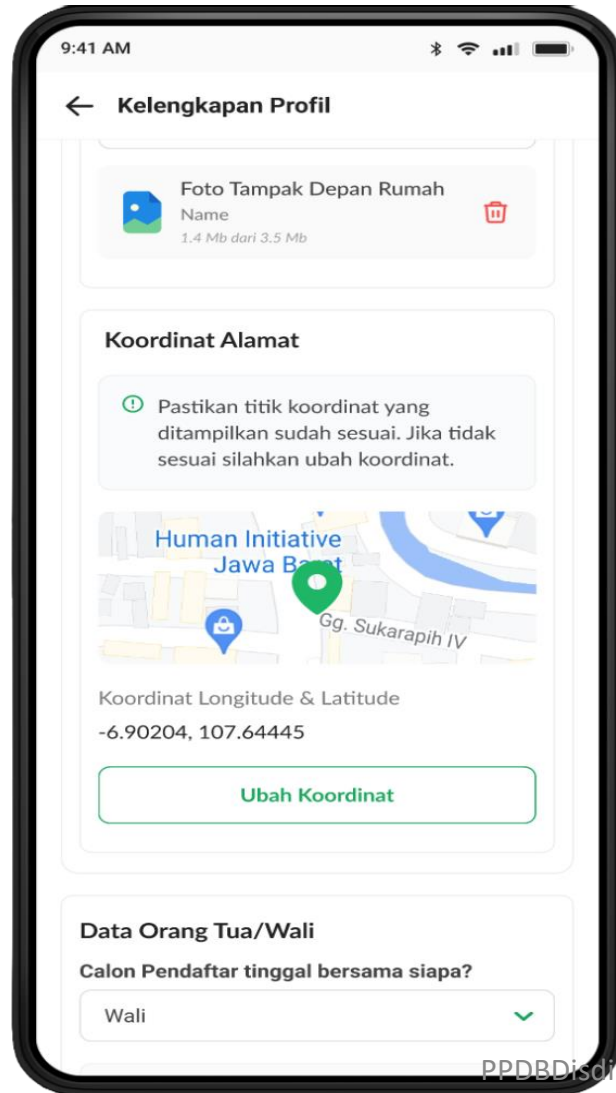 9:41 AM
Kelengkapan Profil
Foto Tampak Depan Rumah
Name
1.4 Mb dari 3.5 Mb
Koordinat Alamat
Pastikan titik koordinat yang
ditampilkan sudah sesuai. Jika tidak
sesuai silahkan ubah koordinat.
Human Initiative
Jawa Barat
Gg. Sukarapih IV
Koordinat Longitude & Latitude
-6.90204, 107.64445
Ubah Koordinat
Data Orang Tua/Wali
Calon Pendaftar tinggal bersama siapa?
Wali
PPDBDisdi